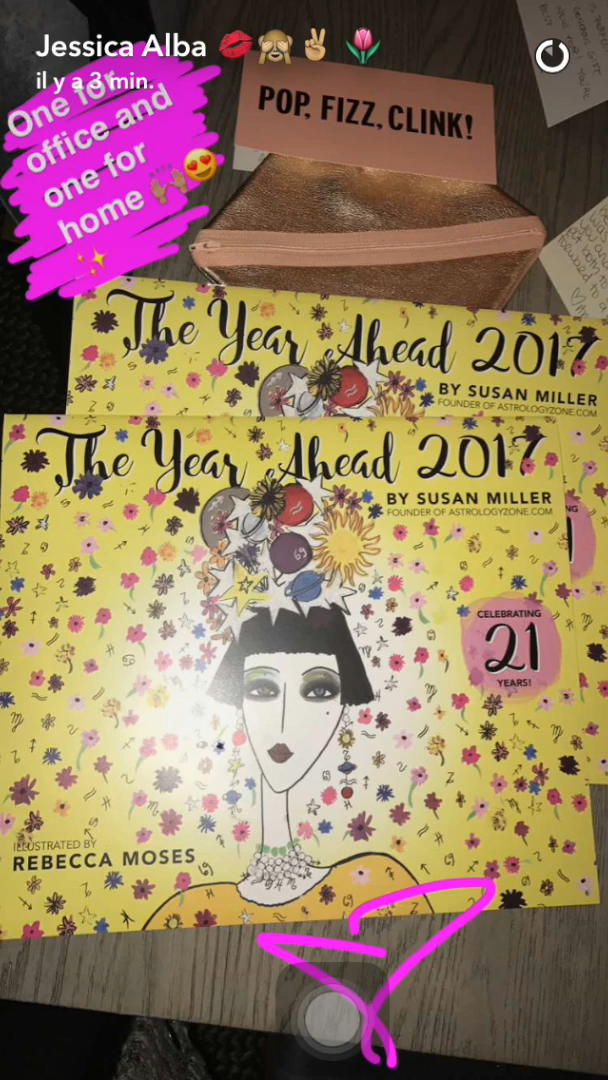 Jessica Alba 💋🙈✌🏼🌷
il y a 3 min.
One for
office and
one for
home 🙌🏽😍
✨
POP, FIZZ, CLINK!
The Year Ahead 2017
BY SUSAN MILLER
FOUNDER OF ASTROLOGYZONE.COM
The Year Ahead 2017
BY SUSAN MILLER
FOUNDER OF ASTROLOGYZONE.COM
CELEBRATING
21
YEARS!
ILLUSTRATED BY
REBECCA MOSES